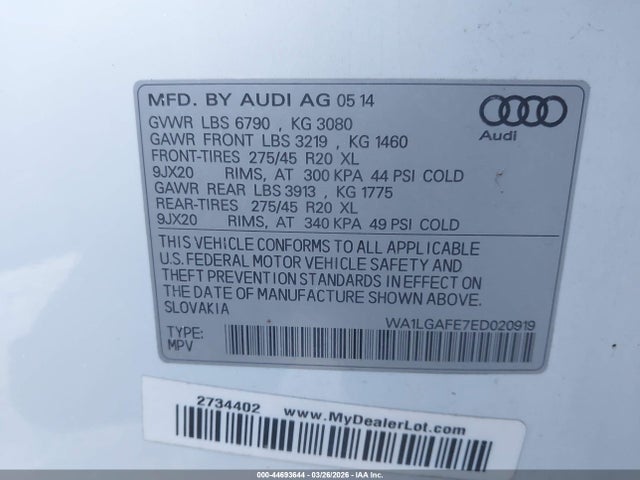 MFD. BY AUDI AG 05 14
GVWR LBS 6790 , KG 3080
GAWR FRONT LBS 3219 , KG 1460
FRONT-TIRES 275/45 R20 XL
9JX20 RIMS, AT 300 KPA 44 PSI COLD
GAWR REAR LBS 3913 , KG 1775
REAR-TIRES 275/45 R20 XL
9JX20 RIMS, AT 340 KPA 49 PSI COLD
Audi
THIS VEHICLE CONFORMS TO ALL APPLICABLE
U.S. FEDERAL MOTOR VEHICLE SAFETY AND
THEFT PREVENTION STANDARDS IN EFFECT ON
THE DATE OF MANUFACTURE SHOWN ABOVE.
SLOVAKIA
WA1LGAFE7ED020919
TYPE:
MPV
2734402 www.MyDealerLot.com
000-44693644 | 03/26/2026 - IAA Inc.